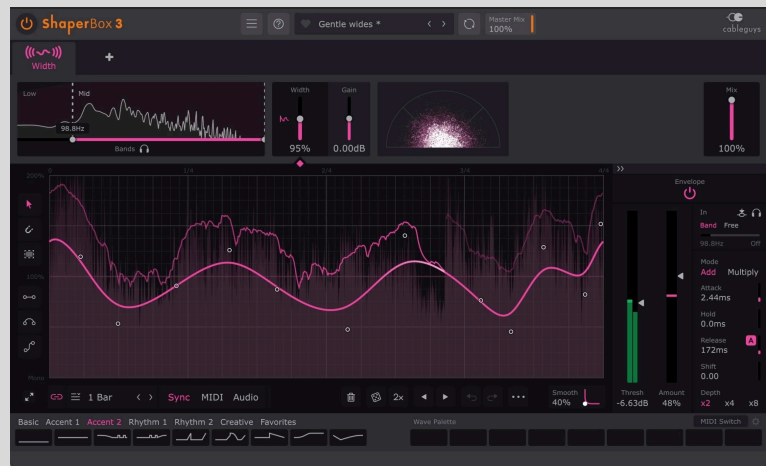 ShaperBox 3
Gentle wides *
Master Mix
100%
cableguys
Width
Low
Mid
98.8Hz
Bands
Width
Gain
95%
0.00dB
Mix
100%
0
1/4
2/4
3/4
4/4
200%
100%
Mono
Envelope
In
Band
Free
98.8Hz
Off
Mode
Add
Multiply
Attack
2.44ms
Hold
0.0ms
Release
A
172ms
Shift
0.00
Thresh
Amount
Depth
-6.63dB
48%
x2
x4
x8
1 Bar
Sync
MIDI
Audio
2x
Smooth
40%
Basic
Accent 1
Accent 2
Rhythm 1
Rhythm 2
Creative
Favorites
Wave Palette
MIDI Switch